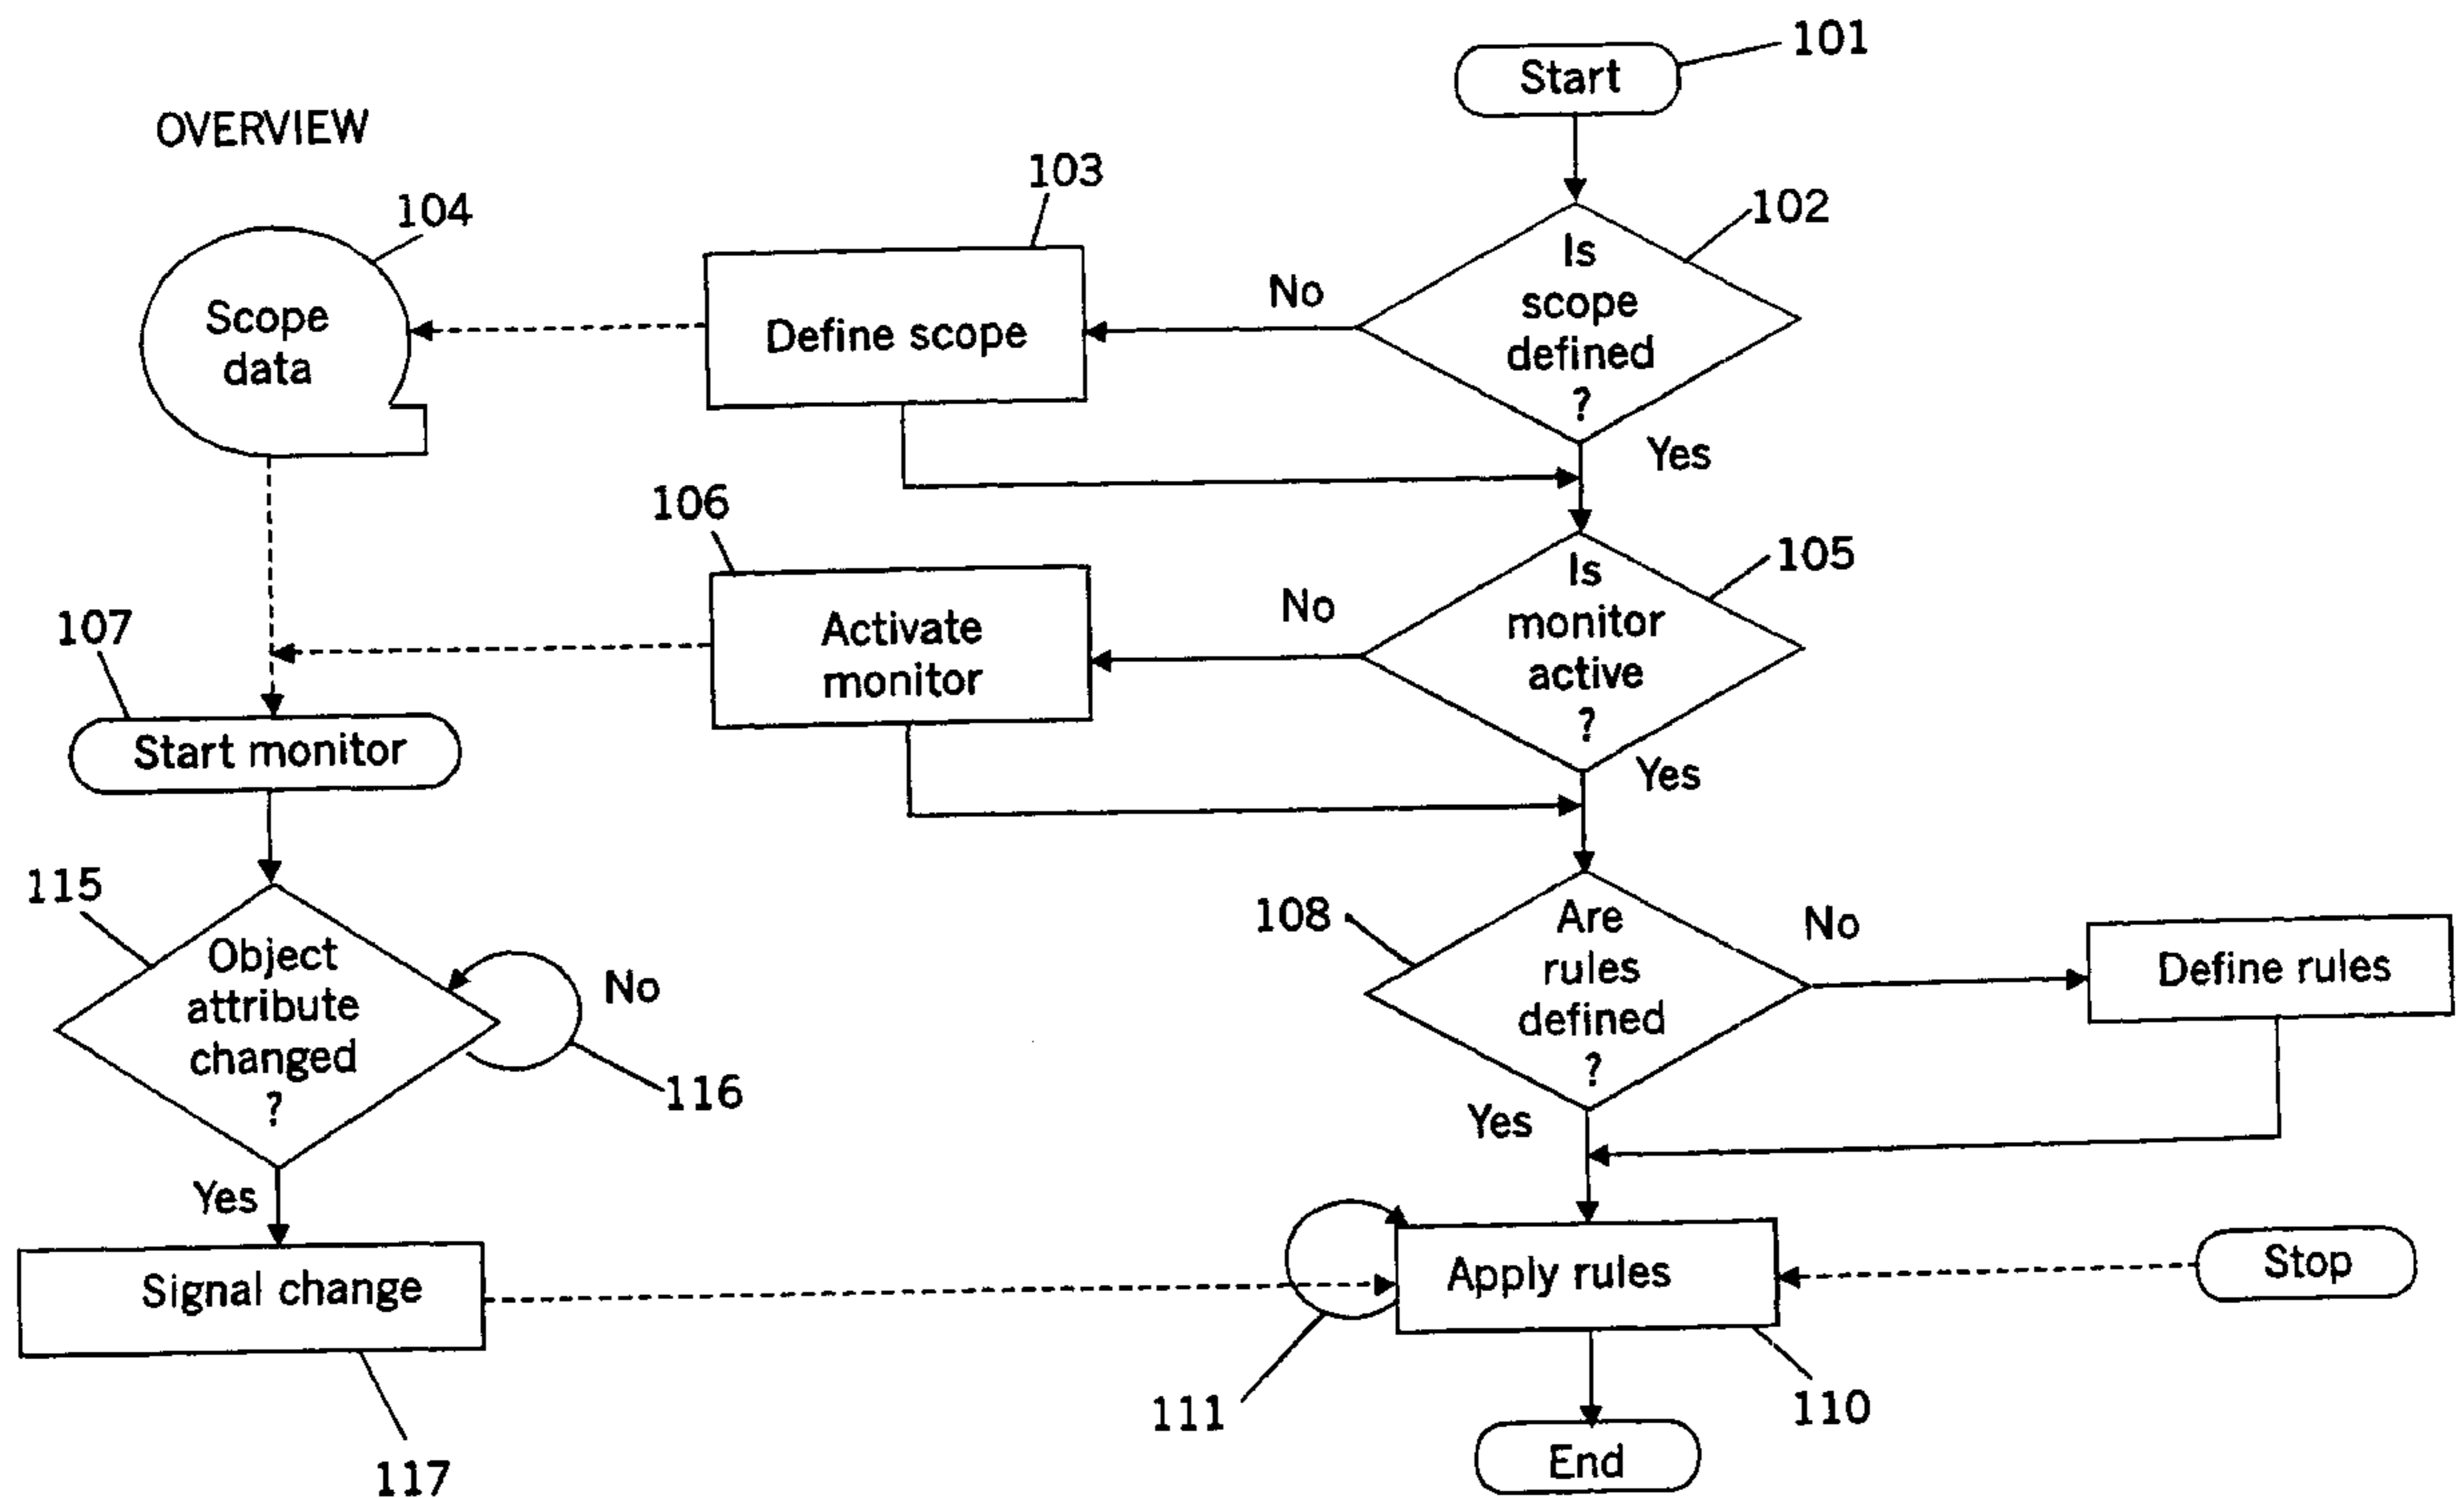 101
Start
OVERVIEW
103
104
102
Is
scope
defined
?
No
Define scope
Scope
data
Yes
106
105
Is
monitor
active
?
No
Activate
monitor
107
Start monitor
Yes
115
108
Are
rules
defined
?
No
Define rules
Object
attribute
changed
?
No
116
Yes
Yes
Signal change
Apply rules
Stop
111
110
117
End